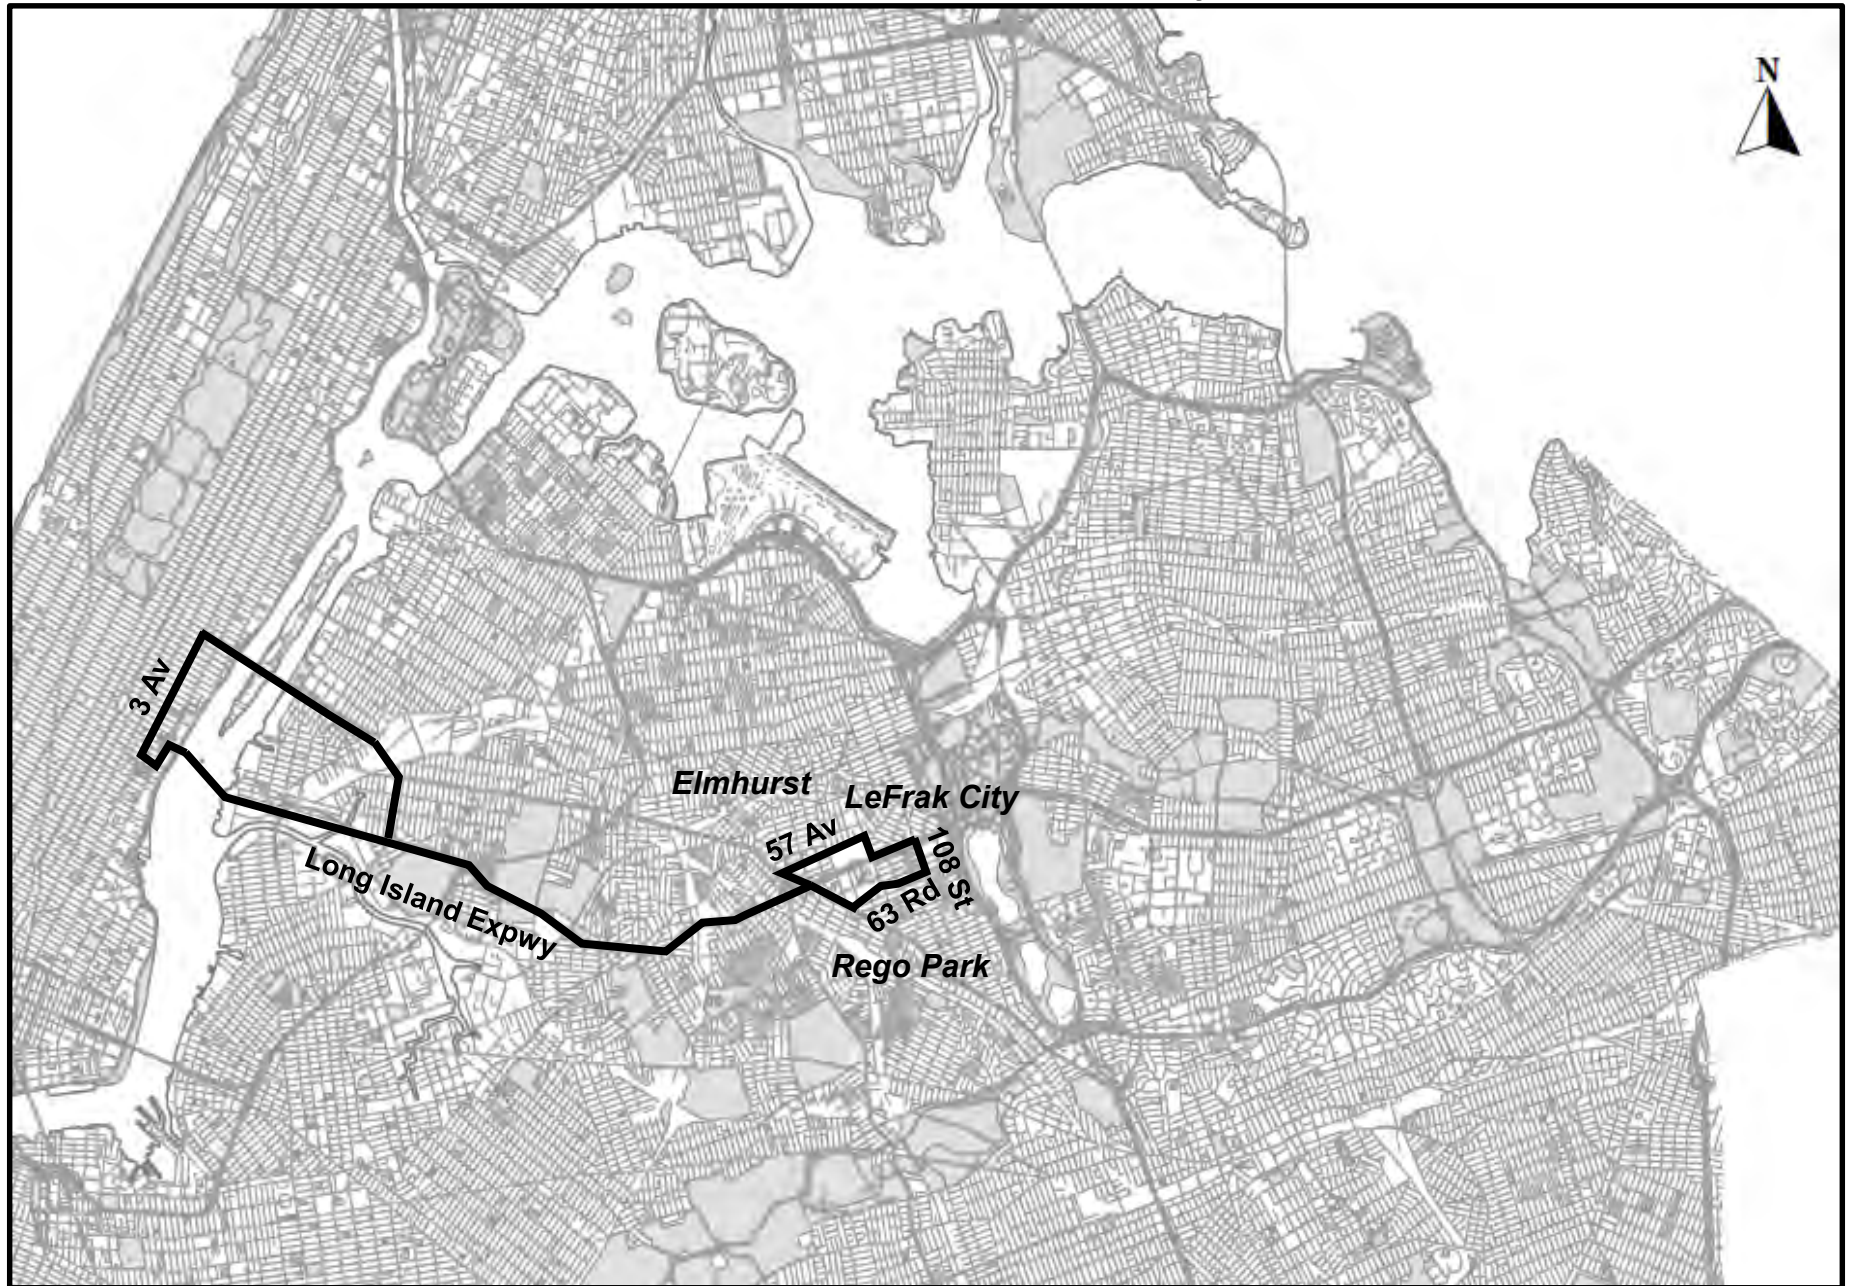 N
3 Av
Elmhurst
LeFrak City
57 Av
108 St
63 Rd
Long Island Expwy
Rego Park